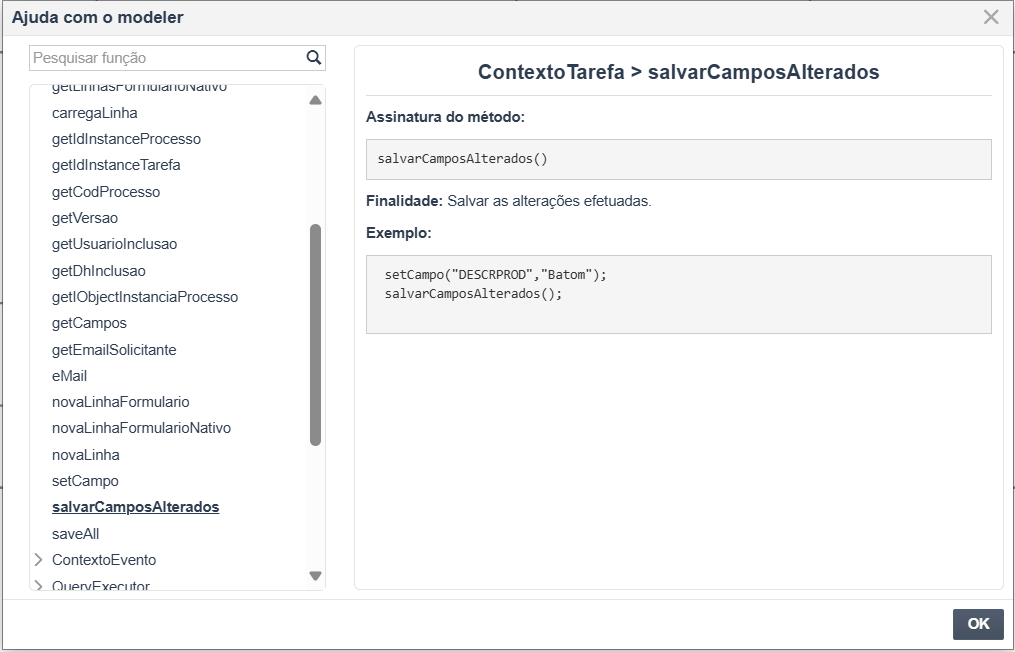 Ajuda com o modeler
Pesquisar função
getLinhasFormularioNativo
carregaLinha
getIdInstanceProcesso
getIdInstanceTarefa
getCodProcesso
getVersao
getUsuarioInclusao
getDhInclusao
getIObjectInstanciaProcesso
getCampos
getEmailSolicitante
eMail
novaLinhaFormulario
novaLinhaFormularioNativo
novaLinha
setCampo
salvarCamposAlterados
saveAll
ContextoEvento
QueryExecutor
ContextoTarefa > salvarCamposAlterados
Assinatura do método:
salvarCamposAlterados()
Finalidade: Salvar as alterações efetuadas.
Exemplo:
setCampo("DESCRPROD","Batom");
salvarCamposAlterados();
OK